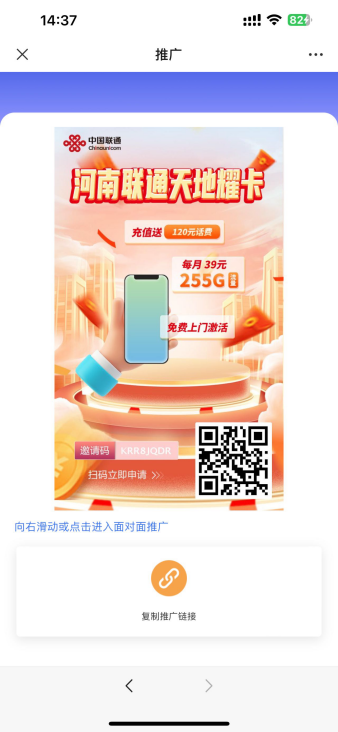 14:37
82
推广
中国联通
China unicom
河南联通天地耀卡
充值送 120元话费
每月 39元
255G 流量
免费上门激活
邀请码 KRR8JQDR
扫码立即申请 >>
向右滑动或点击进入面对面推广
复制推广链接